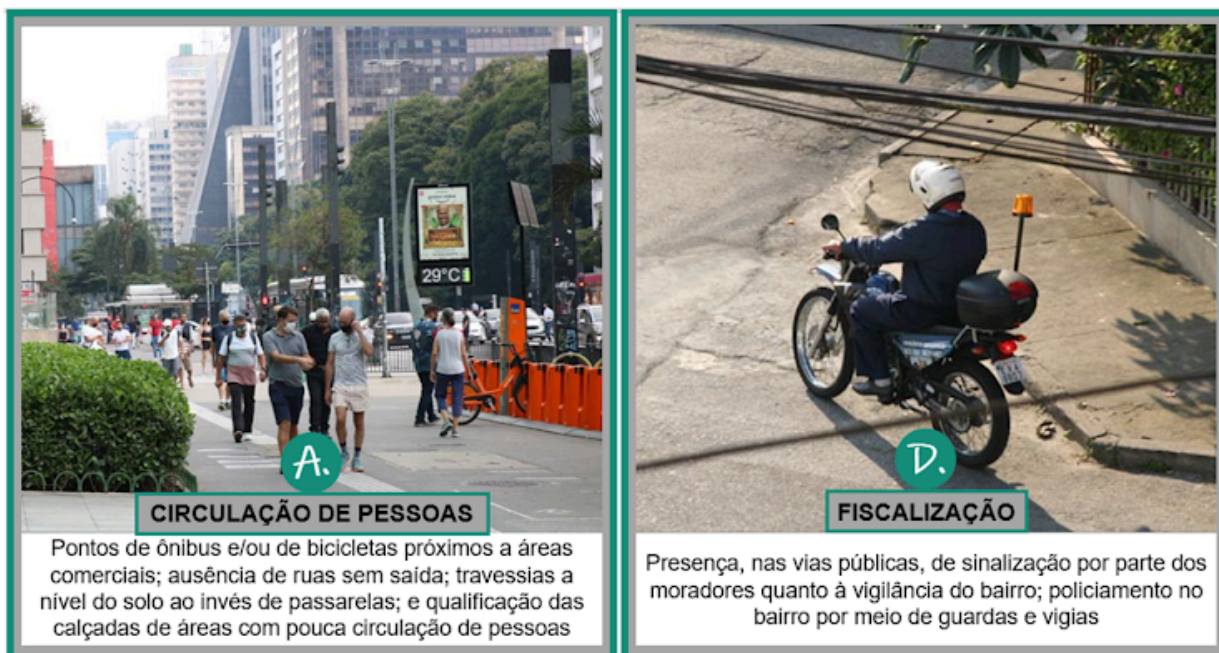 29°C
A.
CIRCULAÇÃO DE PESSOAS
Pontos de ônibus e/ou de bicicletas próximos a áreas
comerciais; ausência de ruas sem saída; travessias a
nível do solo ao invés de passarelas; e qualificação das
calçadas de áreas com pouca circulação de pessoas
D.
FISCALIZAÇÃO
Presença, nas vias públicas, de sinalização por parte dos
moradores quanto à vigilância do bairro; policiamento no
bairro por meio de guardas e vigias